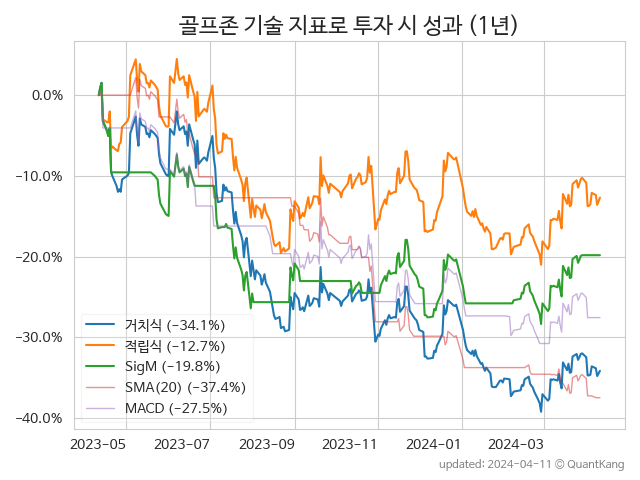 골프존 기술 지표로 투자 시 성과 (1년)
0.0%
−10.0%
−20.0%
−30.0%
−40.0%
거치식 (−34.1%)
적립식 (−12.7%)
SigM (−19.8%)
SMA(20) (−37.4%)
MACD (−27.5%)
2023-05 2023-07 2023-09 2023-11 2024-01 2024-03
updated: 2024-04-11 © QuantKang